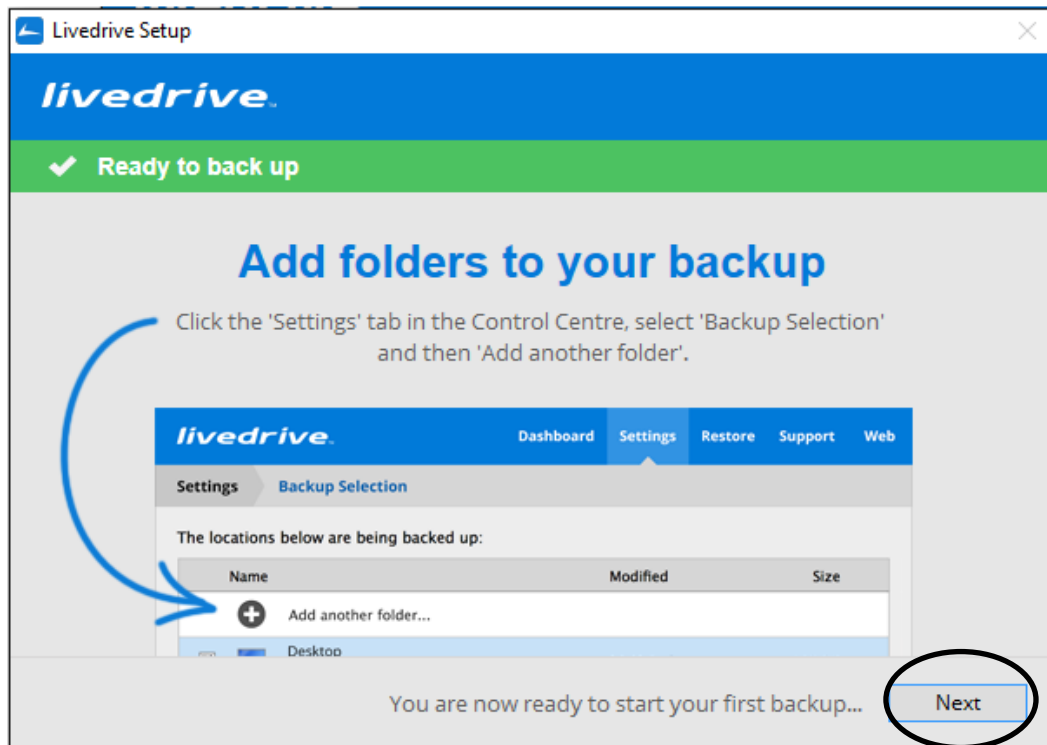 Livedrive Setup
livedrive.
Ready to back up
Add folders to your backup
Click the 'Settings' tab in the Control Centre, select 'Backup Selection'
and then 'Add another folder'.
livedrive. Dashboard Settings Restore Support Web
Settings Backup Selection
The locations below are being backed up:
Name Modified Size
Add another folder...
Desktop
You are now ready to start your first backup... Next